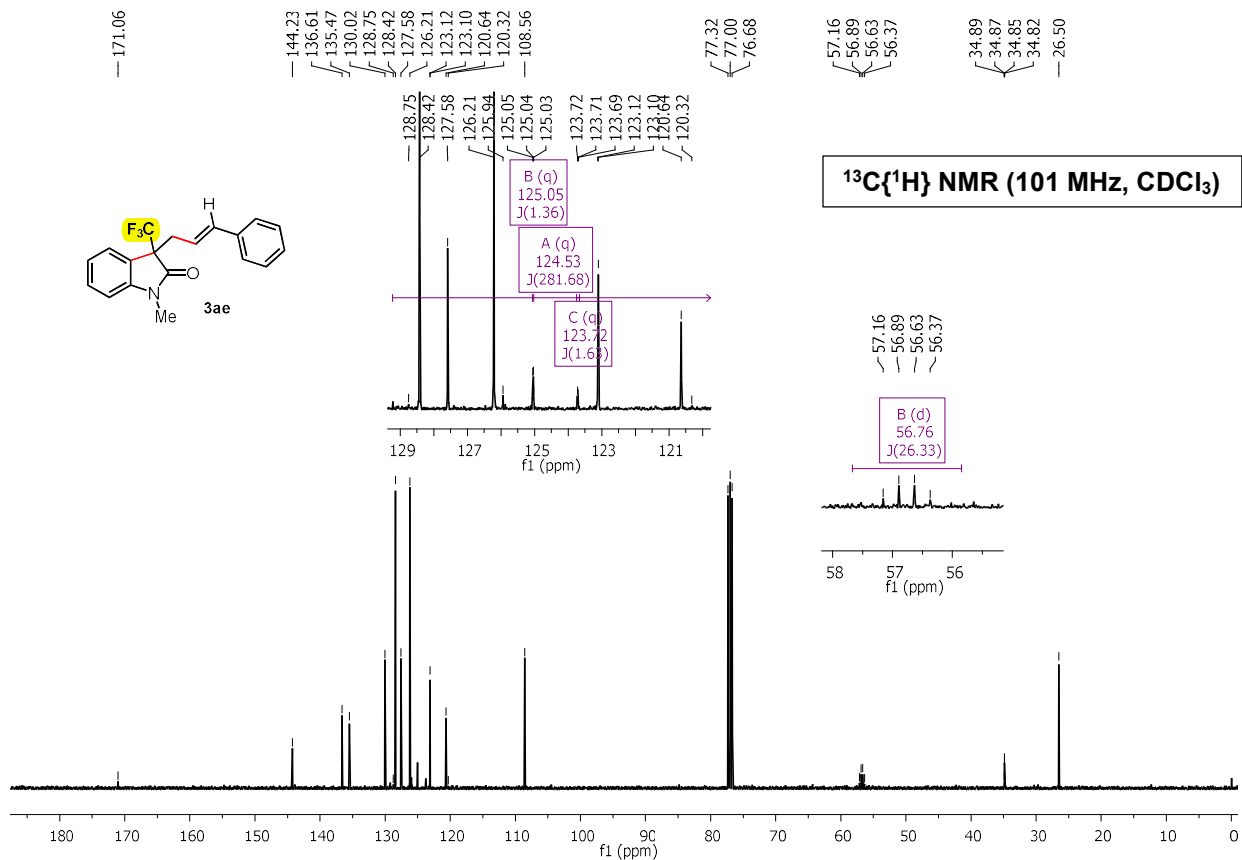 171.06
144.23
136.61
135.47
130.02
128.75
128.42
127.58
126.21
123.12
123.10
120.64
120.32
108.56
77.32
77.00
76.68
57.16
56.89
56.63
56.37
34.89
34.87
34.85
34.82
26.50
128.75
128.42
127.58
126.21
125.94
125.05
125.04
125.03
123.72
123.71
123.69
123.12
123.10
120.64
120.32
B (q)
125.05
J(1.36)
A (q)
124.53
J(281.68)
C (q)
123.72
J(1.63)
129 127 125 123 121
f1 (ppm)
¹³C{¹H} NMR (101 MHz, CDCl₃)
F₃C
H
O
N
Me
3ae
57.16
56.89
56.63
56.37
B (d)
56.76
J(26.33)
58 57 56
f1 (ppm)
180 170 160 150 140 130 120 110 100 90 80 70 60 50 40 30 20 10 0
f1 (ppm)